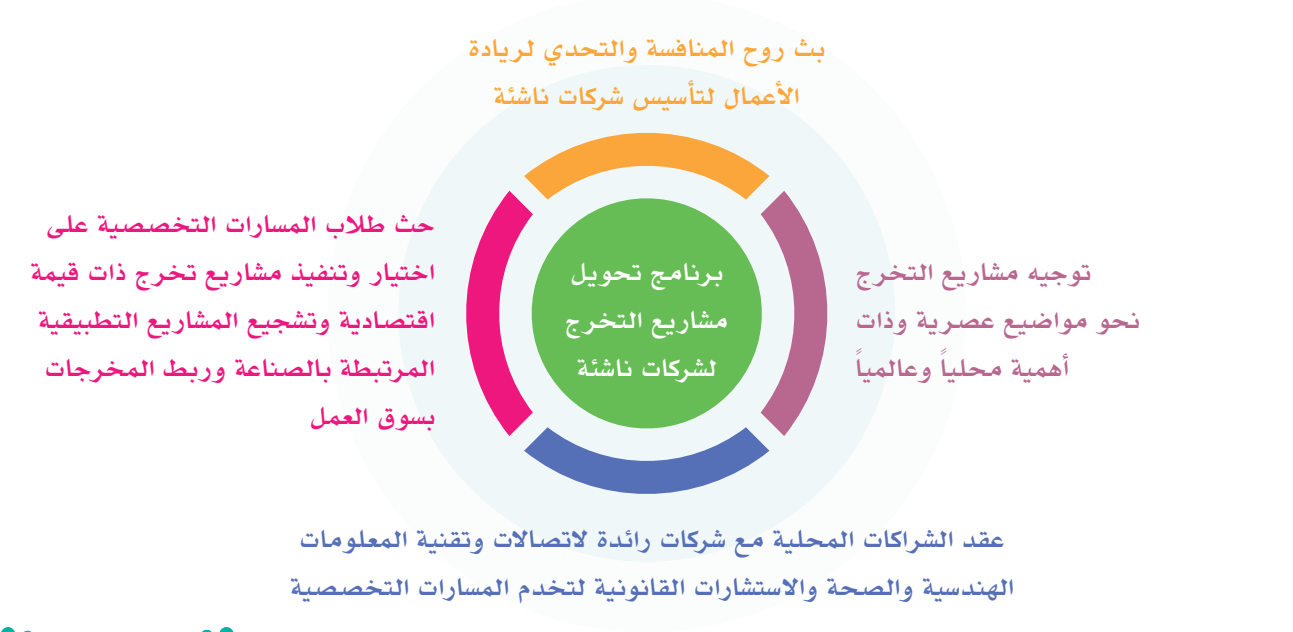 بث روح المنافسة والتحدي لريادة
الأعمال لتأسيس شركات ناشئة
توجيه مشاريع التخرج
نحو مواضيع عصرية وذات
أهمية محلياً وعالمياً
برنامج تحويل
مشاريع التخرج
لشركات ناشئة
حث طلاب المسارات التخصصية على
اختيار وتنفيذ مشاريع تخرج ذات قيمة
اقتصادية وتشجيع المشاريع التطبيقية
المرتبطة بالصناعة وربط المخرجات
بسوق العمل
عقد الشراكات المحلية مع شركات رائدة لاتصالات وتقنية المعلومات
الهندسية والصحة والاستشارات القانونية لتخدم المسارات التخصصية